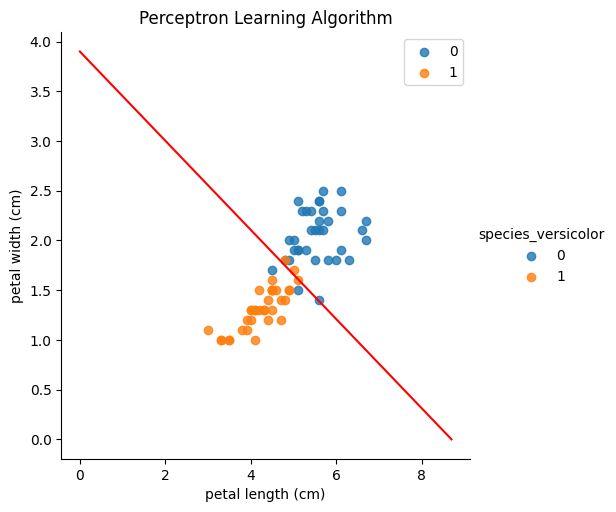 Perceptron Learning Algorithm
4.0
3.5
3.0
2.5
2.0
1.5
1.0
0.5
0.0
petal width (cm)
0
1
species_versicolor
0
1
0 2 4 6 8
petal length (cm)